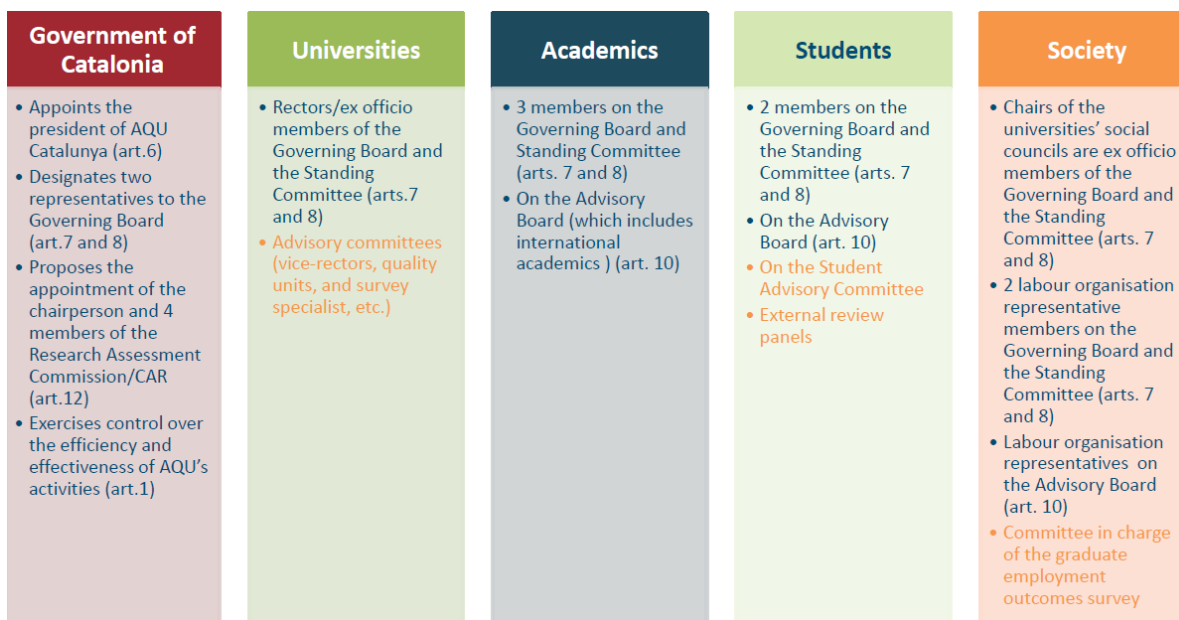 Government of
Catalonia
• Appoints the
president of AQU
Catalunya (art.6)
• Designates two
representatives to the
Governing Board
(art.7 and 8)
• Proposes the
appointment of the
chairperson and 4
members of the
Research Assessment
Commission/CAR
(art.12)
• Exercises control over
the efficiency and
effectiveness of AQU's
activities (art.1)
Universities
• Rectors/ex officio
members of the
Governing Board and
the Standing
Committee (arts.7
and 8)
• Advisory committees
(vice-rectors, quality
units, and survey
specialist, etc.)
Academics
• 3 members on the
Governing Board and
Standing Committee
(arts. 7 and 8)
• On the Advisory
Board (which includes
international
academics ) (art. 10)
Students
• 2 members on the
Governing Board and
the Standing
Committee (arts. 7
and 8)
• On the Advisory
Board (art. 10)
• On the Student
Advisory Committee
• External review
panels
Society
• Chairs of the
universities' social
councils are ex officio
members of the
Governing Board and
the Standing
Committee (arts. 7
and 8)
• 2 labour organisation
representative
members on the
Governing Board and
the Standing
Committee (arts. 7
and 8)
• Labour organisation
representatives on
the Advisory Board
(art. 10)
• Committee in charge
of the graduate
employment
outcomes survey